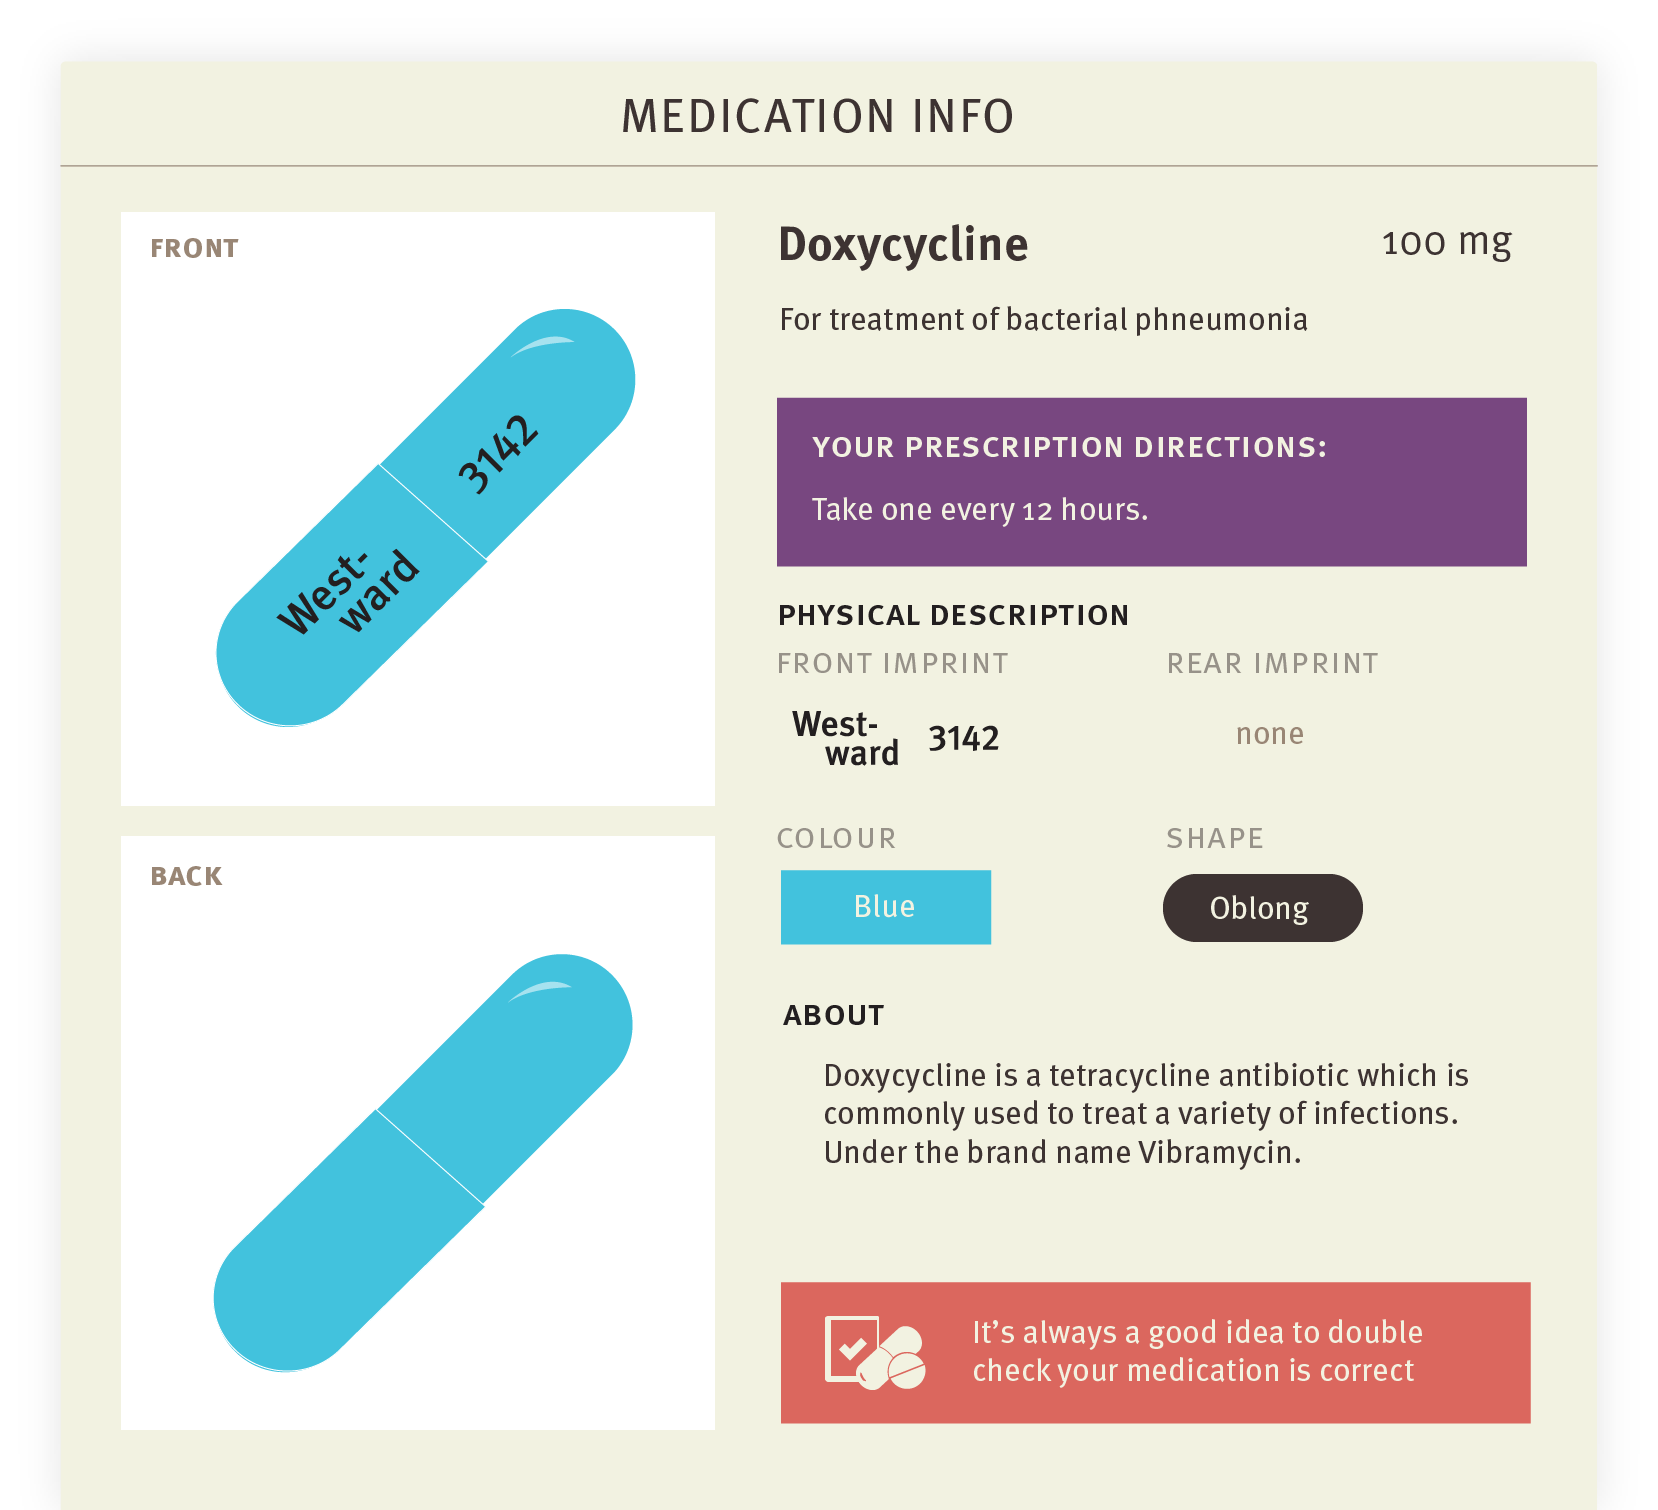 MEDICATION INFO
FRONT
3142
West-
ward
BACK
Doxycycline
100 mg
For treatment of bacterial phneumonia
YOUR PRESCRIPTION DIRECTIONS:
Take one every 12 hours.
PHYSICAL DESCRIPTION
FRONT IMPRINT
West-
ward
3142
REAR IMPRINT
none
COLOUR
Blue
SHAPE
Oblong
ABOUT
Doxycycline is a tetracycline antibiotic which is
commonly used to treat a variety of infections.
Under the brand name Vibramycin.
It’s always a good idea to double
check your medication is correct